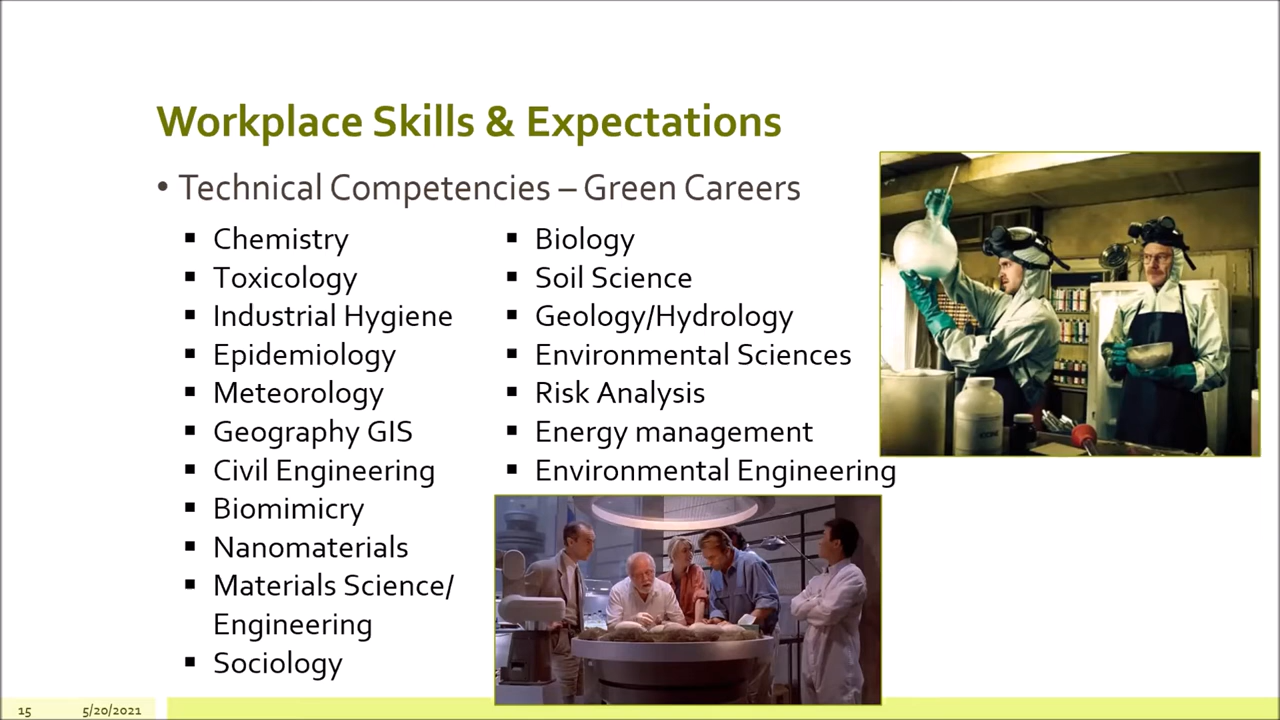 Workplace Skills & Expectations
• Technical Competencies – Green Careers
▪ Chemistry
▪ Toxicology
▪ Industrial Hygiene
▪ Epidemiology
▪ Meteorology
▪ Geography GIS
▪ Civil Engineering
▪ Biomimicry
▪ Nanomaterials
▪ Materials Science/
Engineering
▪ Sociology
▪ Biology
▪ Soil Science
▪ Geology/Hydrology
▪ Environmental Sciences
▪ Risk Analysis
▪ Energy management
▪ Environmental Engineering
15
5/20/2021